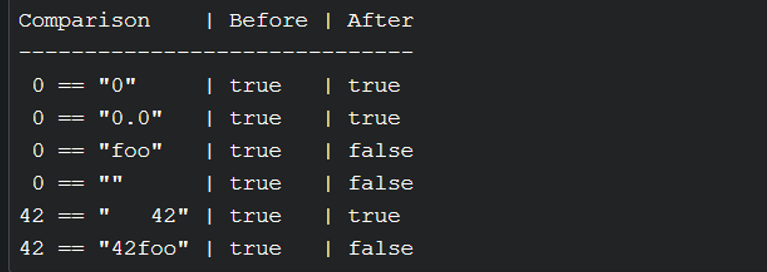 Comparison    | Before | After
------------------------------
 0 == "0"     | true   | true
 0 == "0.0"   | true   | true
 0 == "foo"   | true   | false
 0 == ""      | true   | false
42 == "   42" | true   | true
42 == "42foo" | true   | false